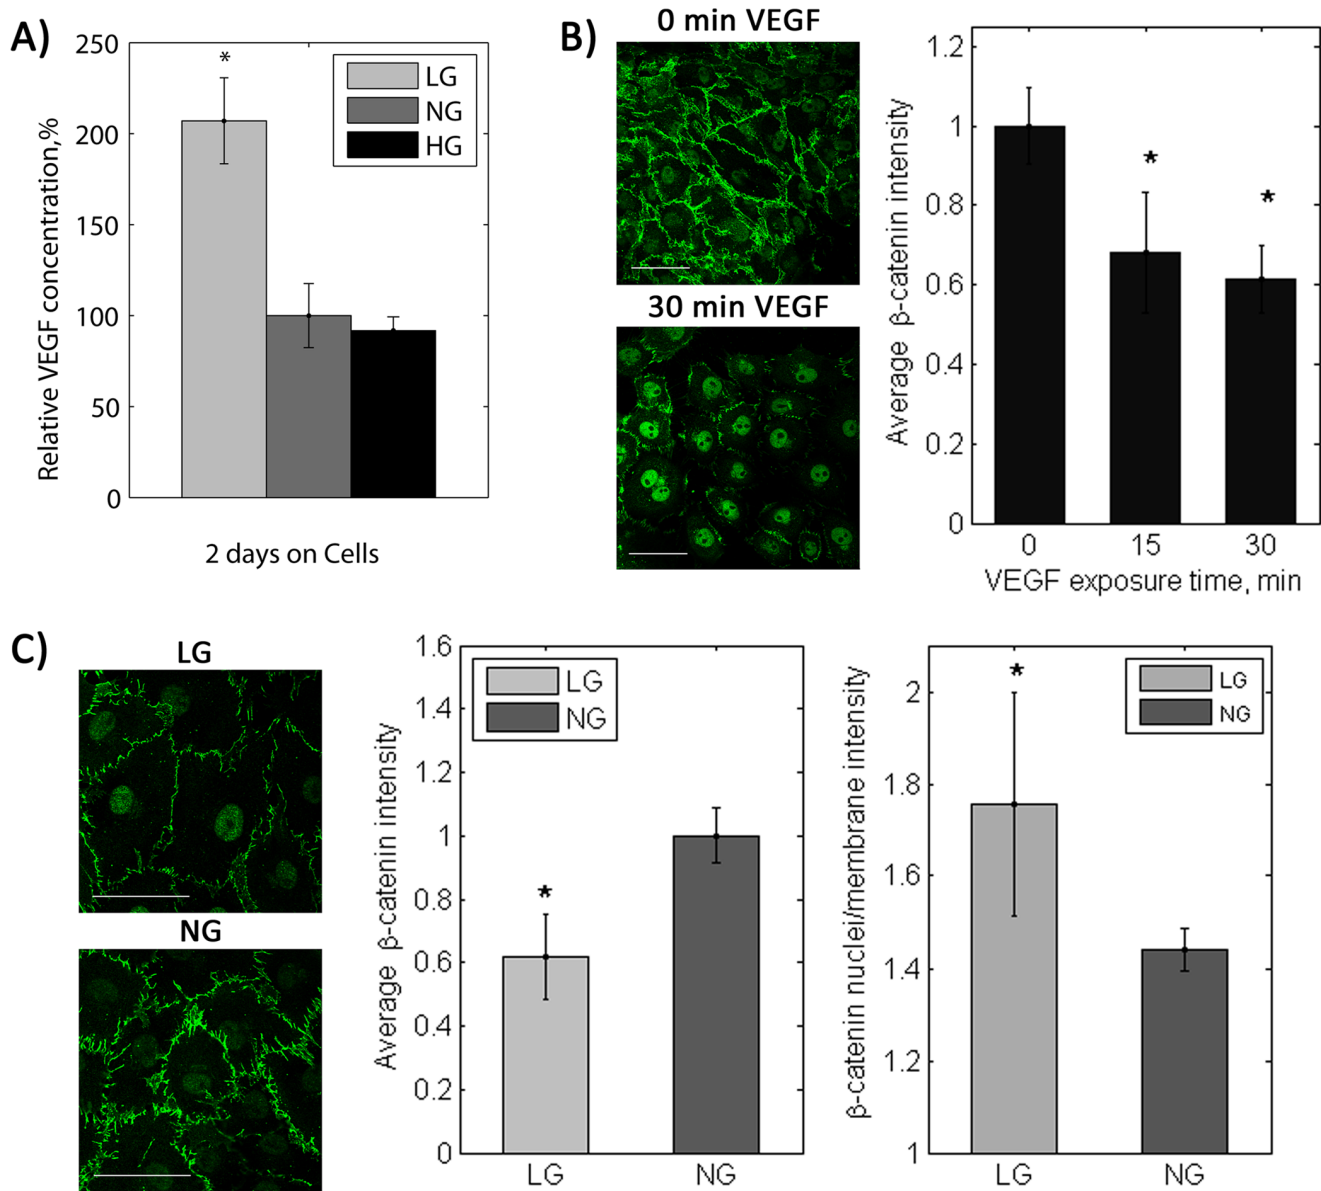 A)
250
200
150
100
50
0
Relative VEGF concentration,%
*
LG
NG
HG
2 days on Cells
B)
0 min VEGF
30 min VEGF
1.2
1
0.8
0.6
0.4
0.2
0
Average β-catenin intensity
*
*
0 15 30
VEGF exposure time, min
C)
LG
NG
1.6
1.4
1.2
1
0.8
0.6
0.4
0.2
0
Average β-catenin intensity
LG
NG
*
LG NG
2
1.8
1.6
1.4
1.2
1
β-catenin nuclei/membrane intensity
*
LG
NG
LG NG